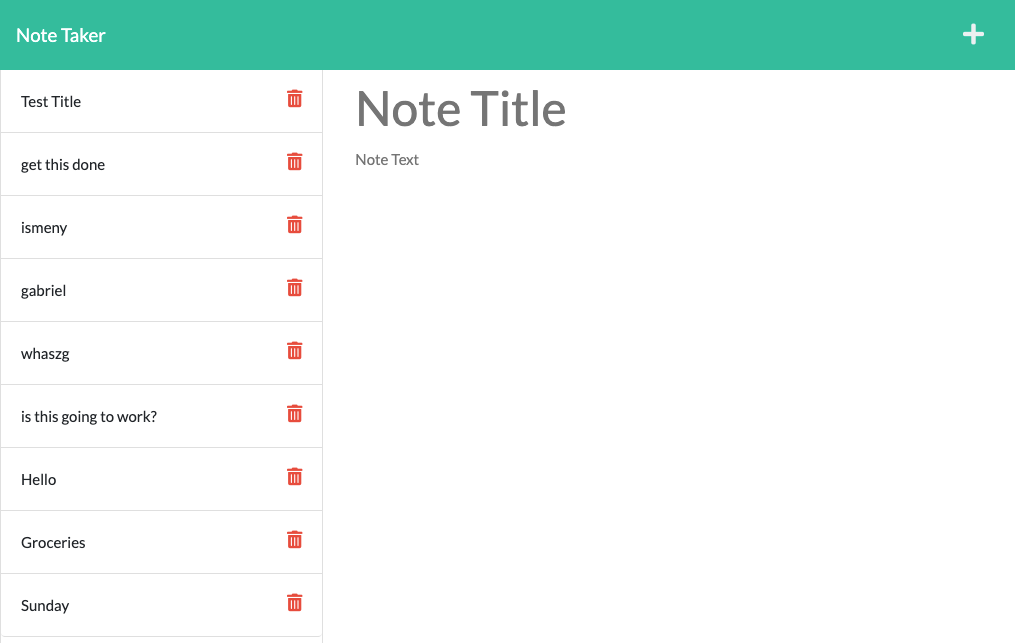 Note Taker
Test Title
get this done
ismeny
gabriel
whaszg
is this going to work?
Hello
Groceries
Sunday
Note Title
Note Text